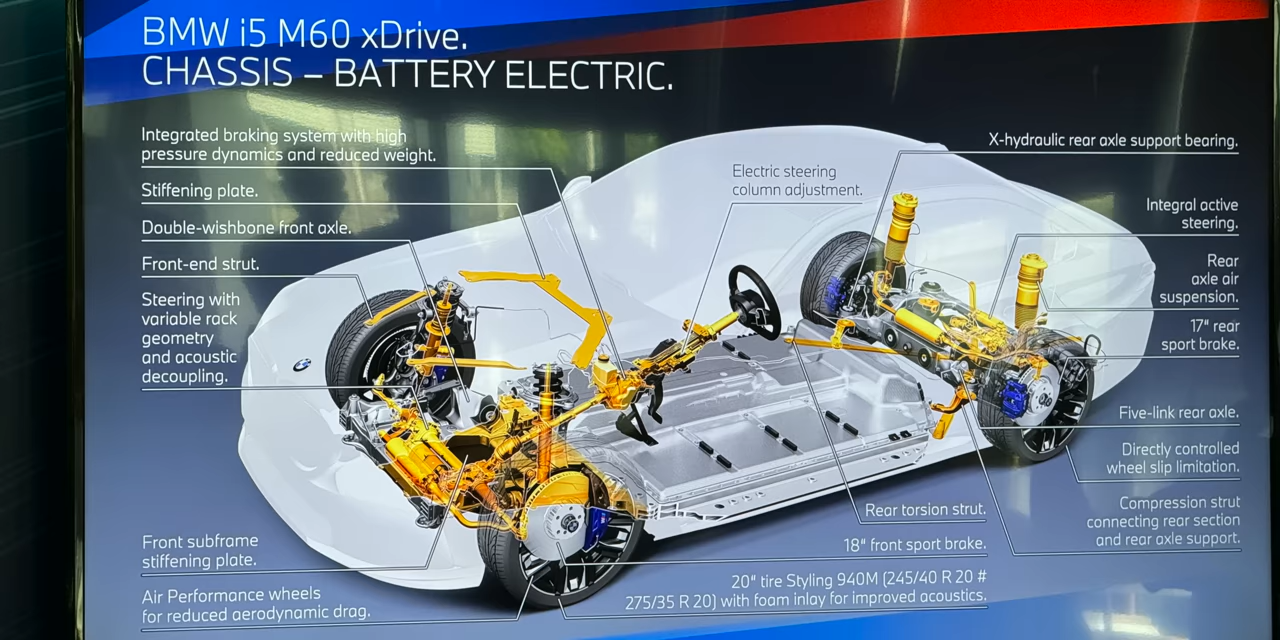 BMW i5 M60 xDrive.
CHASSIS – BATTERY ELECTRIC.
Integrated braking system with high
pressure dynamics and reduced weight.
Stiffening plate.
Double-wishbone front axle.
Front-end strut.
Steering with
variable rack
geometry
and acoustic
decoupling.
Front subframe
stiffening plate.
Air Performance wheels
for reduced aerodynamic drag.
Electric steering
column adjustment.
X-hydraulic rear axle support bearing.
Integral active
steering.
Rear
axle air
suspension.
17" rear
sport brake.
Five-link rear axle.
Directly controlled
wheel slip limitation.
Compression strut
connecting rear section
and rear axle support.
Rear torsion strut.
18" front sport brake.
20" tire Styling 940M (245/40 R 20 #
275/35 R 20) with foam inlay for improved acoustics.